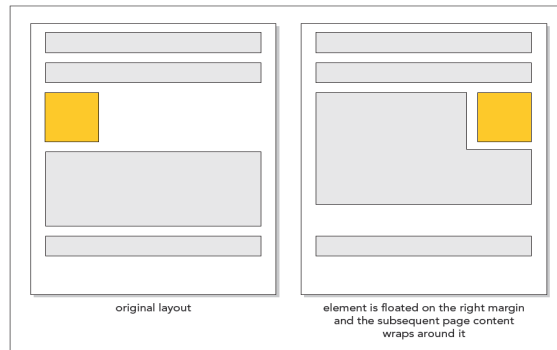 original layout
element is floated on the right margin
and the subsequent page content
wraps around it